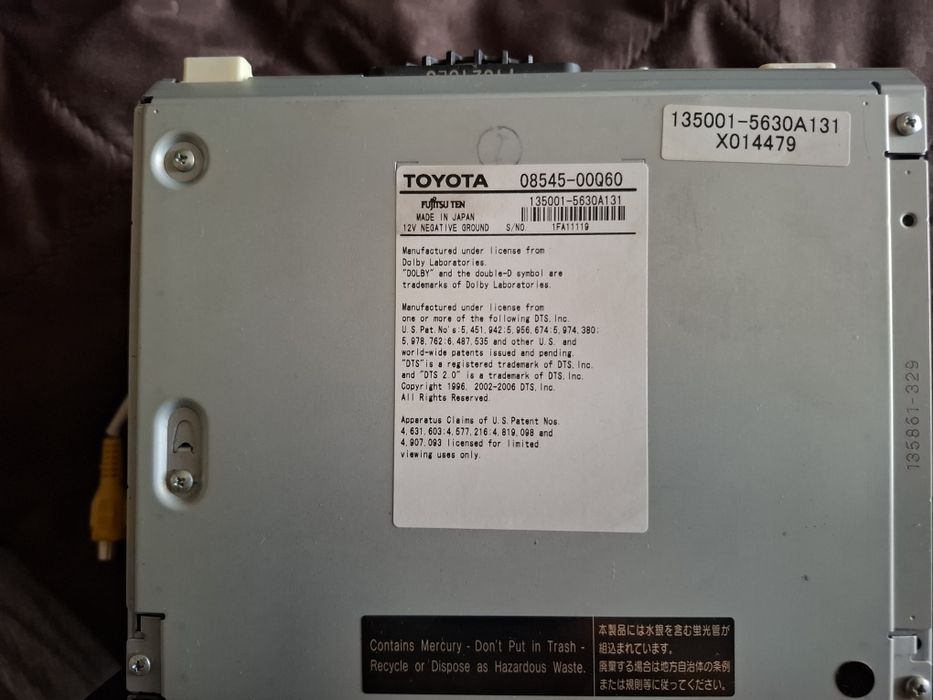 135001-5630A131
X014479
TOYOTA 08545-00Q60
FUJITSU TEN 135001-5630A131
MADE IN JAPAN
12V NEGATIVE GROUND S/NO. 1FA11119
Manufactured under license from
Dolby Laboratories.
"DOLBY" and the double-D symbol are
trademarks of Dolby Laboratories.
Manufactured under license from
one or more of the following DTS, Inc.
U.S.Pat.No's:5,451,942;5,956,674;5,974,380;
5,978,762;6,487,535 and other U.S. and
world-wide patents issued and pending.
"DTS"is a registered trademark of DTS, Inc.
and "DTS 2.0" is a trademark of DTS, Inc.
Copyright 1996, 2002-2006 DTS, Inc.
All Rights Reserved.
Apparatus Claims of U.S.Patent Nos.
4,631,603;4,577,216;4,819,098 and
4,907,093 licensed for limited
viewing uses only.
135861-329
Contains Mercury - Don't Put in Trash -
Recycle or Dispose as Hazardous Waste.
本製品には水銀を含む蛍光管が
組込まれています。
廃棄する場合は地方自治体の条例
または規則等に従ってください。